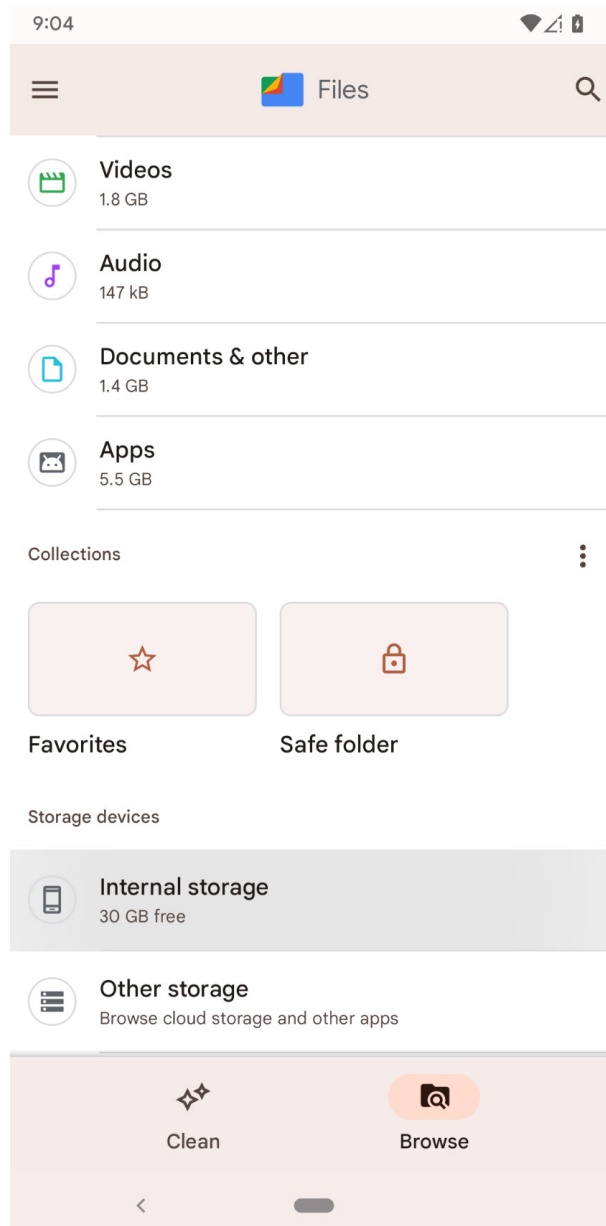 9:04
Files
Videos
1.8 GB
Audio
147 kB
Documents & other
1.4 GB
Apps
5.5 GB
Collections
Favorites
Safe folder
Storage devices
Internal storage
30 GB free
Other storage
Browse cloud storage and other apps
Clean
Browse